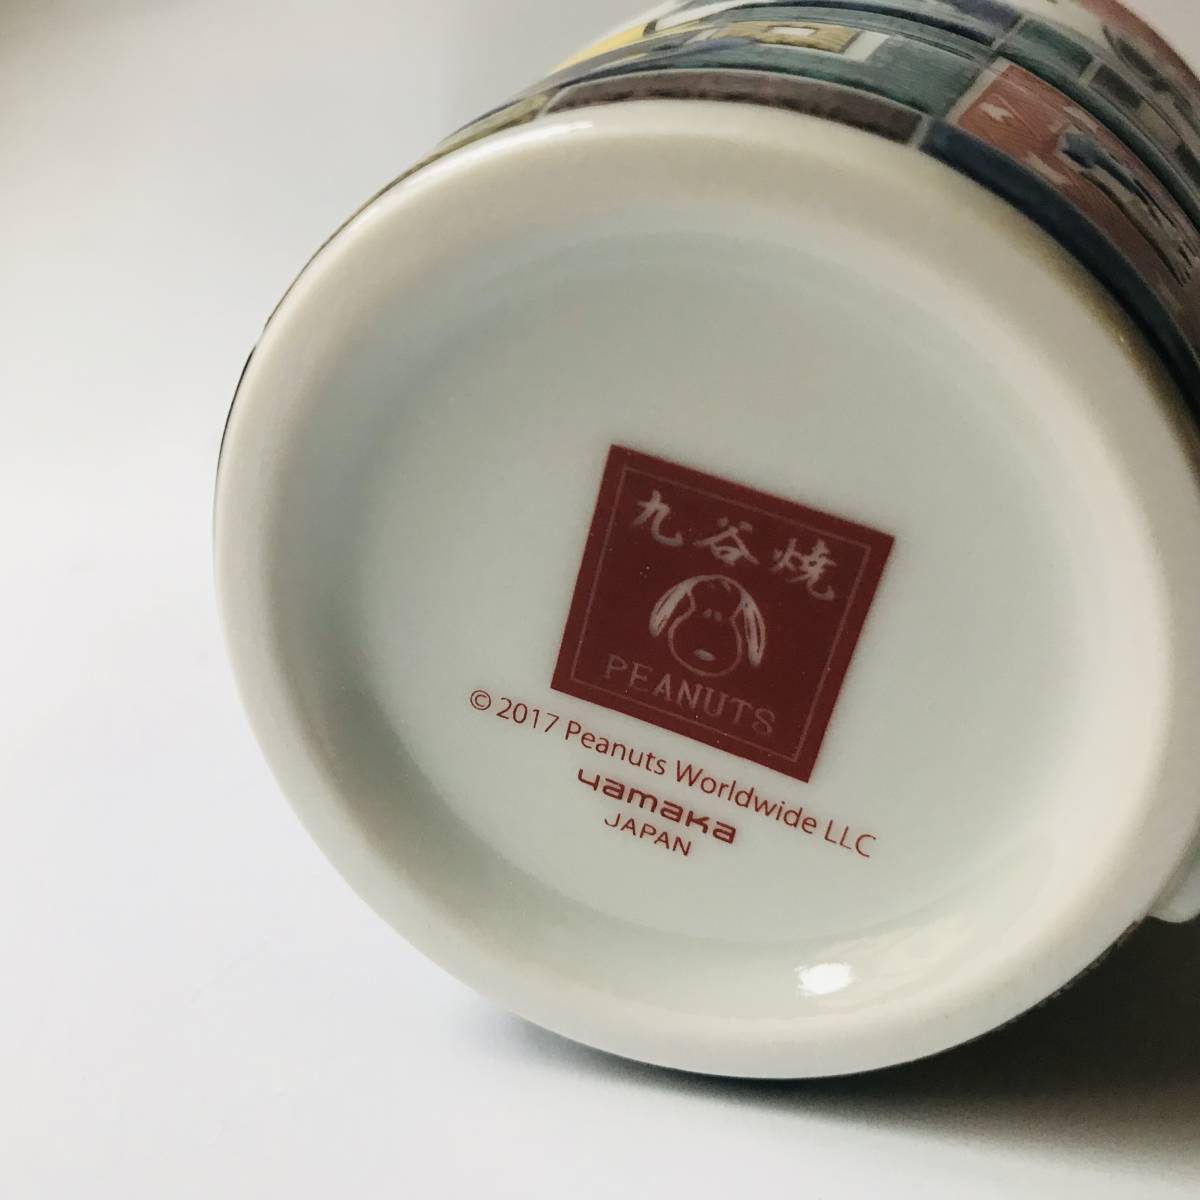 九谷焼
PEANUTS
© 2017 Peanuts Worldwide LLC
yamaka
JAPAN